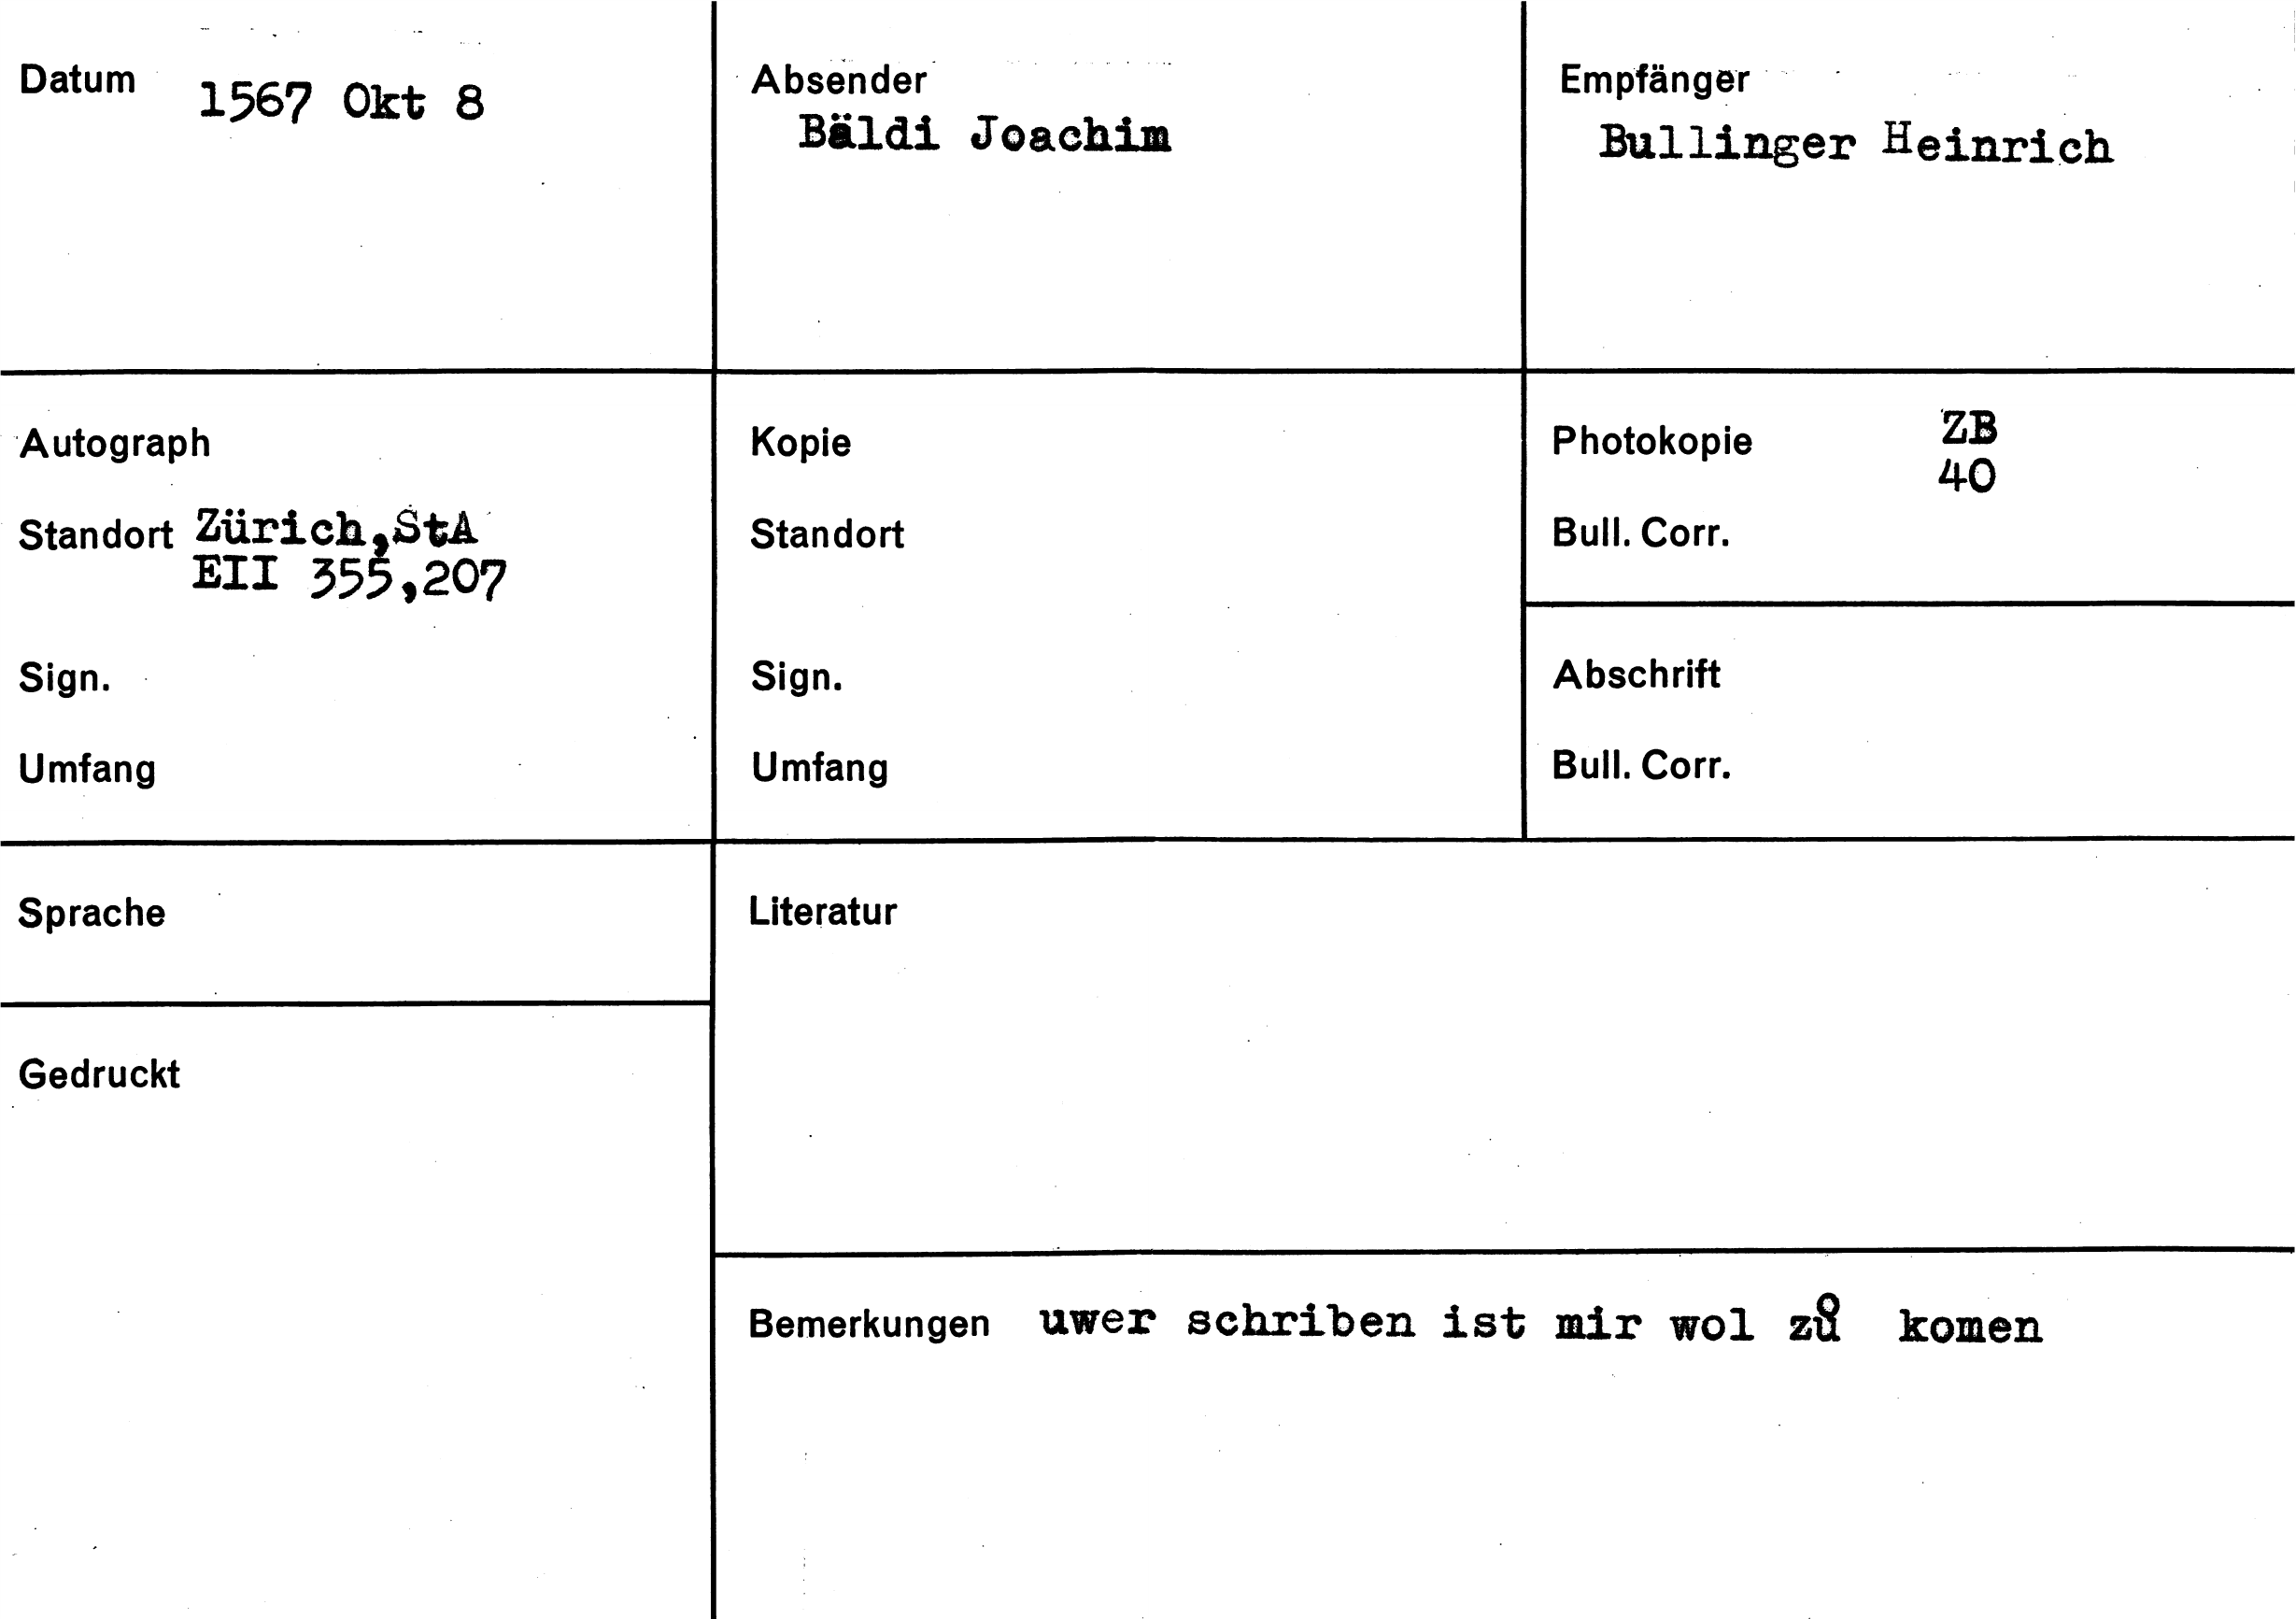 Datum 1567 Okt 8
Absender
Bäldi Joachim
Empfänger
Bullinger Heinrich
Autograph
Standort Zürich,StA
EII 355,207
Sign.
Umfang
Kopie
Standort
Sign.
Umfang
Photokopie ZB
40
Bull. Corr.
Abschrift
Bull. Corr.
Sprache
Literatur
Gedruckt
Bemerkungen uwer schriben ist mir wol zů komen